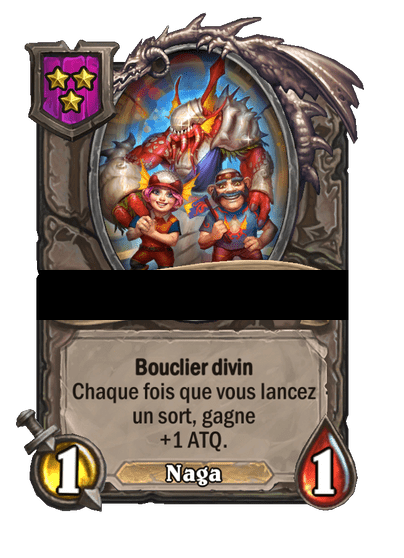 Bouclier divin
Chaque fois que vous lancez
un sort, gagne
+1 ATQ.
1
Naga
1